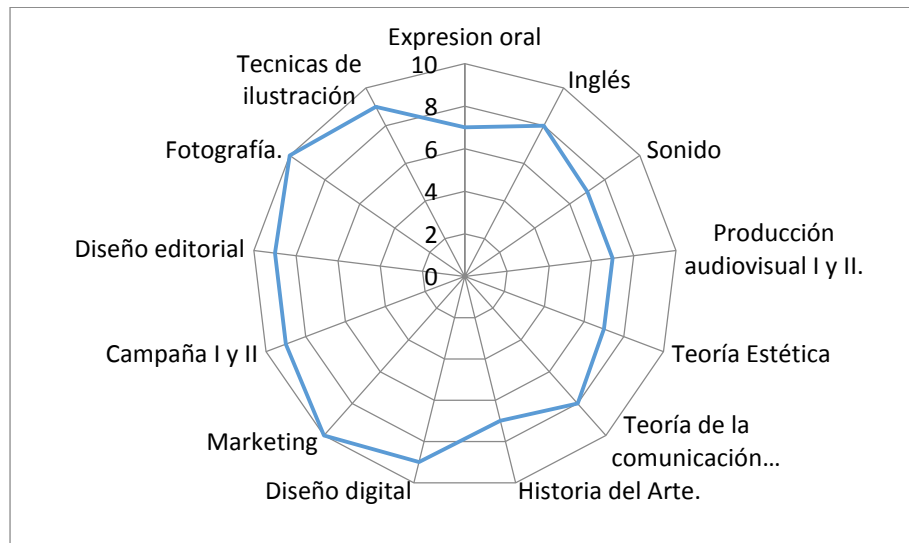 Expresion oral
Inglés
Sonido
Producción
audiovisual I y II.
Teoría Estética
Teoría de la
comunicación…
Historia del Arte.
Diseño digital
Marketing
Campaña I y II
Diseño editorial
Fotografía.
Tecnicas de
ilustración
10
8
6
4
2
0